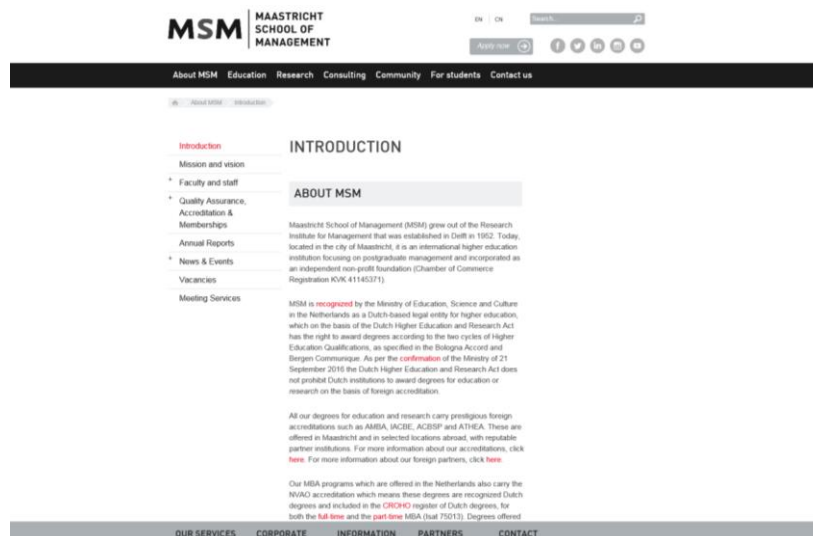 MSM
MAASTRICHT
SCHOOL OF
MANAGEMENT
EN | CN
Search...
Apply now
About MSM Education Research Consulting Community For students Contact us
About MSM Introduction
Introduction
Mission and vision
Faculty and staff
Quality Assurance,
Accreditation &
Memberships
Annual Reports
News & Events
Vacancies
Meeting Services
INTRODUCTION
ABOUT MSM
Maastricht School of Management (MSM) grew out of the Research
Institute for Management that was established in Delft in 1952. Today,
located in the city of Maastricht, it is an international higher education
institution focusing on postgraduate management and incorporated as
an independent non-profit foundation (Chamber of Commerce
Registration KVK 41145371).
MSM is recognized by the Ministry of Education, Science and Culture
in the Netherlands as a Dutch-based legal entity for higher education,
which on the basis of the Dutch Higher Education and Research Act
has the right to award degrees according to the two cycles of Higher
Education Qualifications, as specified in the Bologna Accord and
Bergen Communique. As per the confirmation of the Ministry of 21
September 2016 the Dutch Higher Education and Research Act does
not prohibit Dutch institutions to award degrees for education or
research on the basis of foreign accreditation.
All our degrees for education and research carry prestigious foreign
accreditations such as AMBA, IACBE, ACBSP and ATHEA. These are
offered in Maastricht and in selected locations abroad, with reputable
partner institutions. For more information about our accreditations, click
here. For more information about our foreign partners, click here.
Our MBA programs which are offered in the Netherlands also carry the
NVAO accreditation which means these degrees are recognized Dutch
degrees and included in the CROHO register of Dutch degrees, for
both the full-time and the part-time MBA (Isat 75013). Degrees offered
OUR SERVICES CORPORATE INFORMATION PARTNERS CONTACT